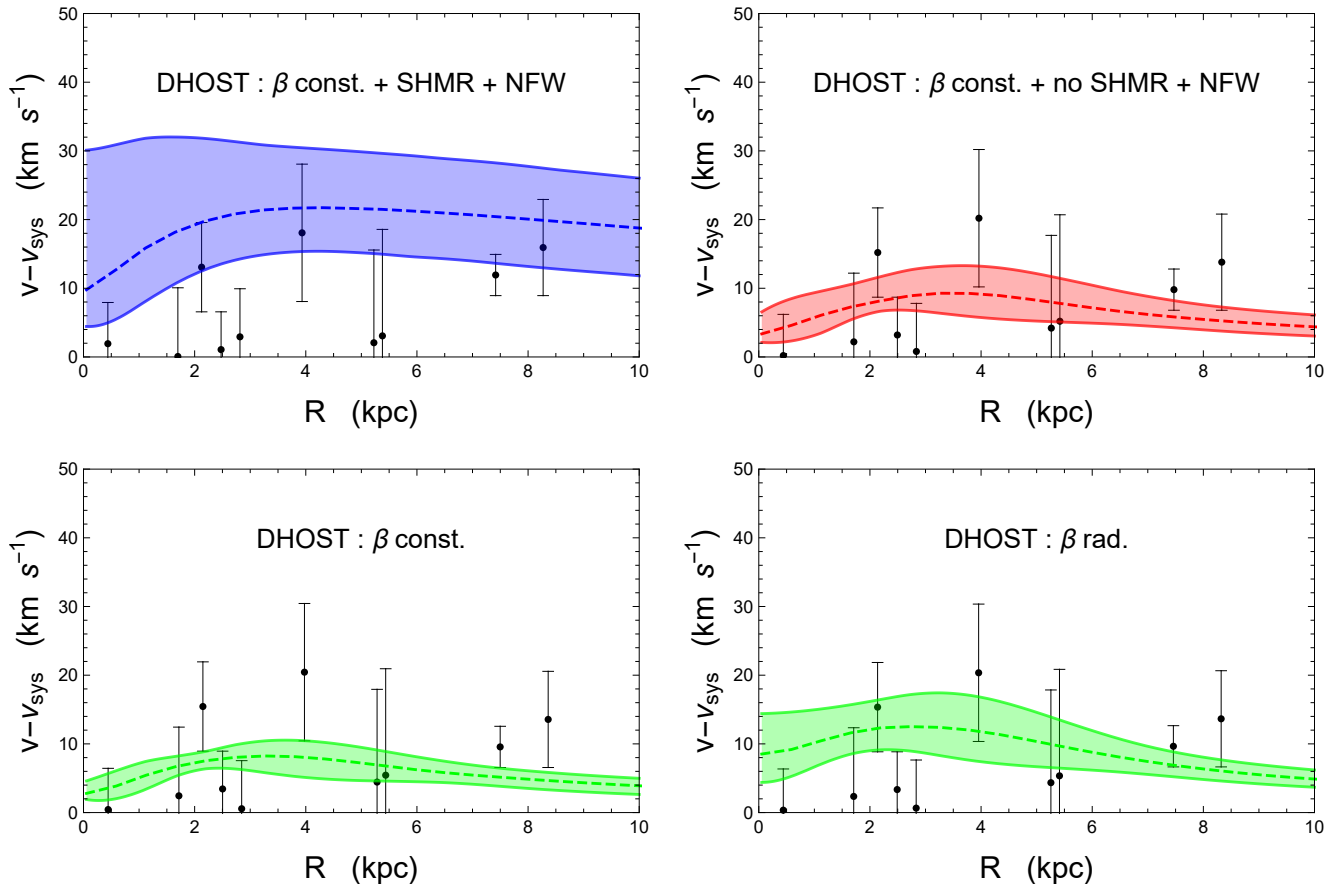 50
40
30
20
10
0
v−v_sys (km s⁻¹)
DHOST : β const. + SHMR + NFW
0 2 4 6 8 10
R (kpc)
50
40
30
20
10
0
v−v_sys (km s⁻¹)
DHOST : β const. + no SHMR + NFW
0 2 4 6 8 10
R (kpc)
50
40
30
20
10
0
v−v_sys (km s⁻¹)
DHOST : β const.
0 2 4 6 8 10
R (kpc)
50
40
30
20
10
0
v−v_sys (km s⁻¹)
DHOST : β rad.
0 2 4 6 8 10
R (kpc)